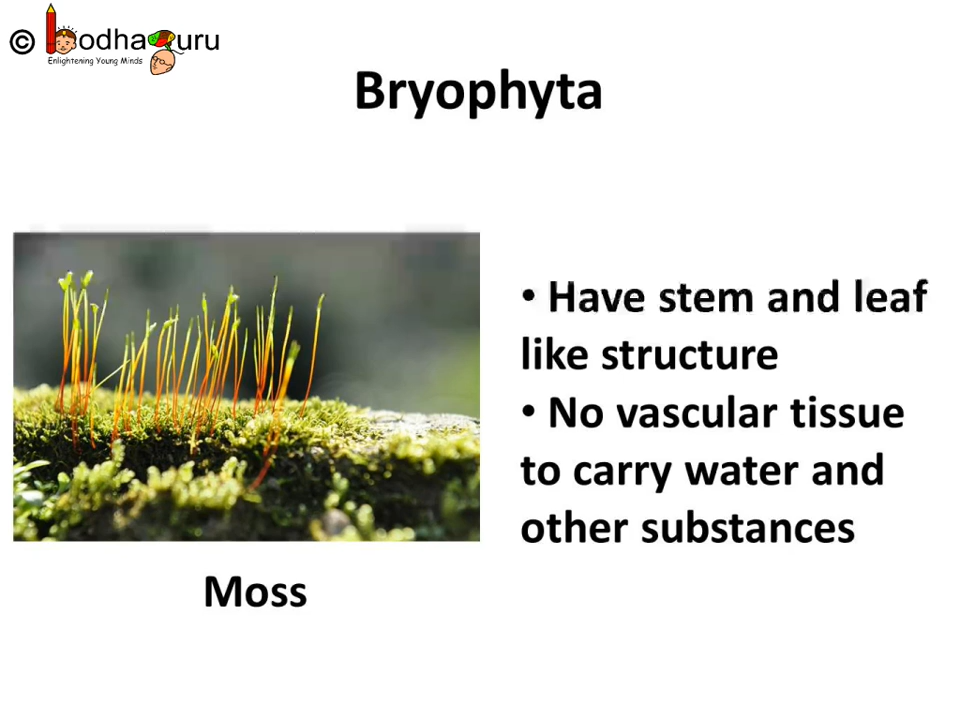 © BodhaGuru
Enlightening Young Minds
Bryophyta
• Have stem and leaf
like structure
• No vascular tissue
to carry water and
other substances
Moss